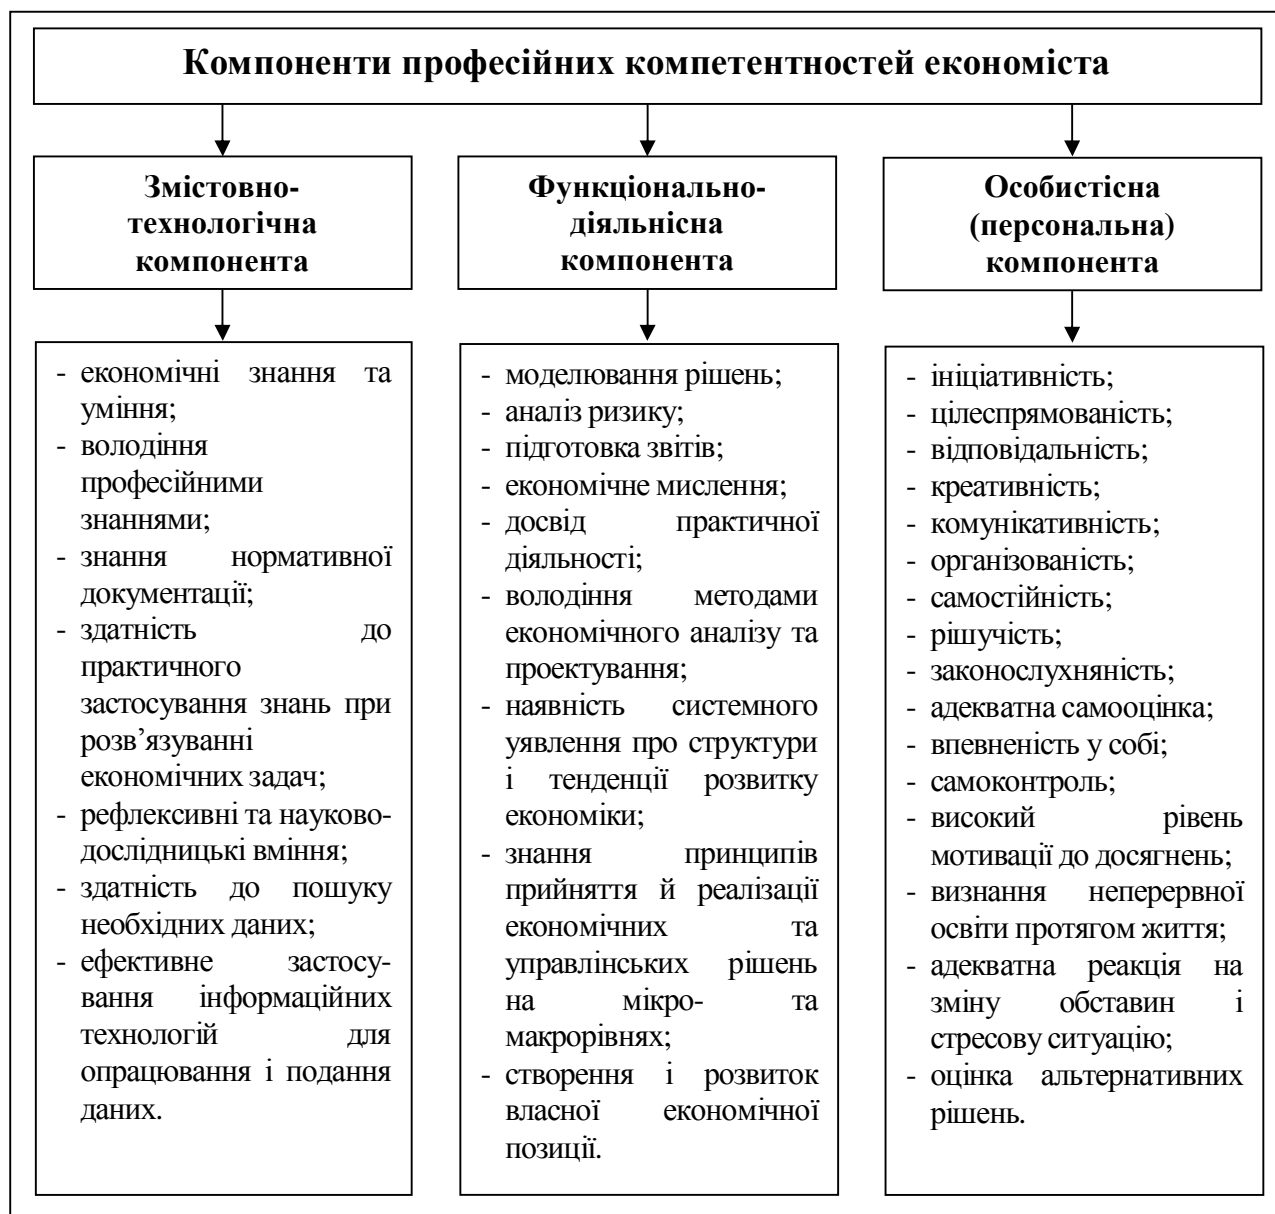 Компоненти професійних компетентностей економіста
Змістовно-
технологічна
компонента
Функціонально-
діяльнісна
компонента
Особистісна
(персональна)
компонента
- економічні знання та
уміння;
- володіння
професійними
знаннями;
- знання нормативної
документації;
- здатність до
практичного
застосування знань при
розв’язуванні
економічних задач;
- рефлексивні та науково-
дослідницькі вміння;
- здатність до пошуку
необхідних даних;
- ефективне застосу-
вання інформаційних
технологій для
опрацювання і подання
даних.
- моделювання рішень;
- аналіз ризику;
- підготовка звітів;
- економічне мислення;
- досвід практичної
діяльності;
- володіння методами
економічного аналізу та
проектування;
- наявність системного
уявлення про структури
і тенденції розвитку
економіки;
- знання принципів
прийняття й реалізації
економічних та
управлінських рішень
на мікро- та
макрорівнях;
- створення і розвиток
власної економічної
позиції.
- ініціативність;
- цілеспрямованість;
- відповідальність;
- креативність;
- комунікативність;
- організованість;
- самостійність;
- рішучість;
- законослухняність;
- адекватна самооцінка;
- впевненість у собі;
- самоконтроль;
- високий рівень
мотивації до досягнень;
- визнання неперервної
освіти протягом життя;
- адекватна реакція на
зміну обставин і
стресову ситуацію;
- оцінка альтернативних
рішень.